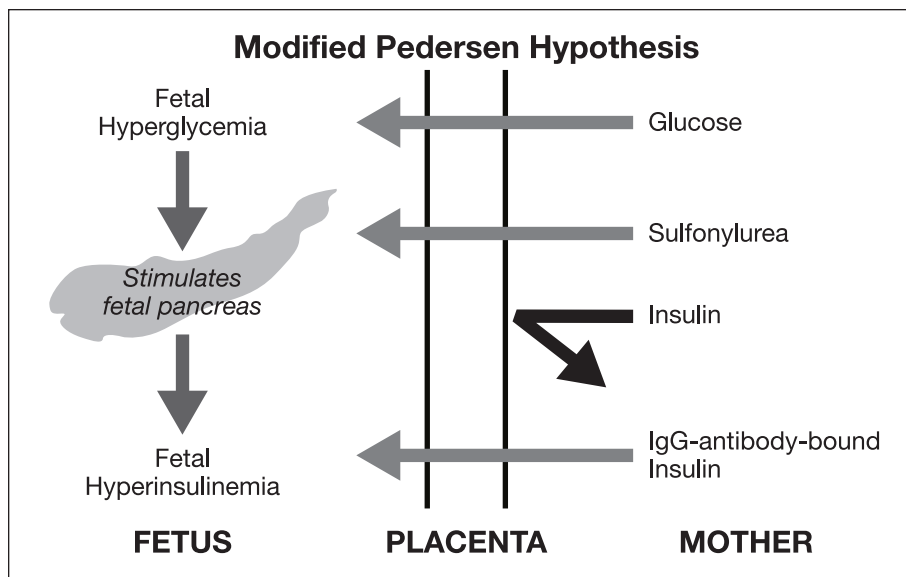 Modified Pedersen Hypothesis
Fetal
Hyperglycemia
Glucose
Sulfonylurea
Stimulates
fetal pancreas
Insulin
Fetal
Hyperinsulinemia
IgG-antibody-bound
Insulin
FETUS
PLACENTA
MOTHER